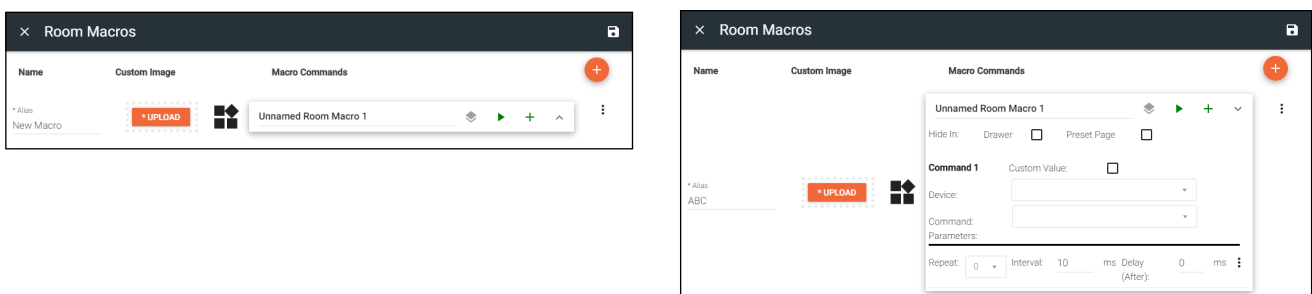 × Room Macros
Name Custom Image Macro Commands
* Alias
New Macro
* UPLOAD
Unnamed Room Macro 1
× Room Macros
Name Custom Image Macro Commands
Unnamed Room Macro 1
Hide In: Drawer Preset Page
Command 1 Custom Value:
* Alias
ABC
* UPLOAD
Device:
Command:
Parameters:
Repeat: 0 Interval: 10 ms Delay 0 ms
(After):